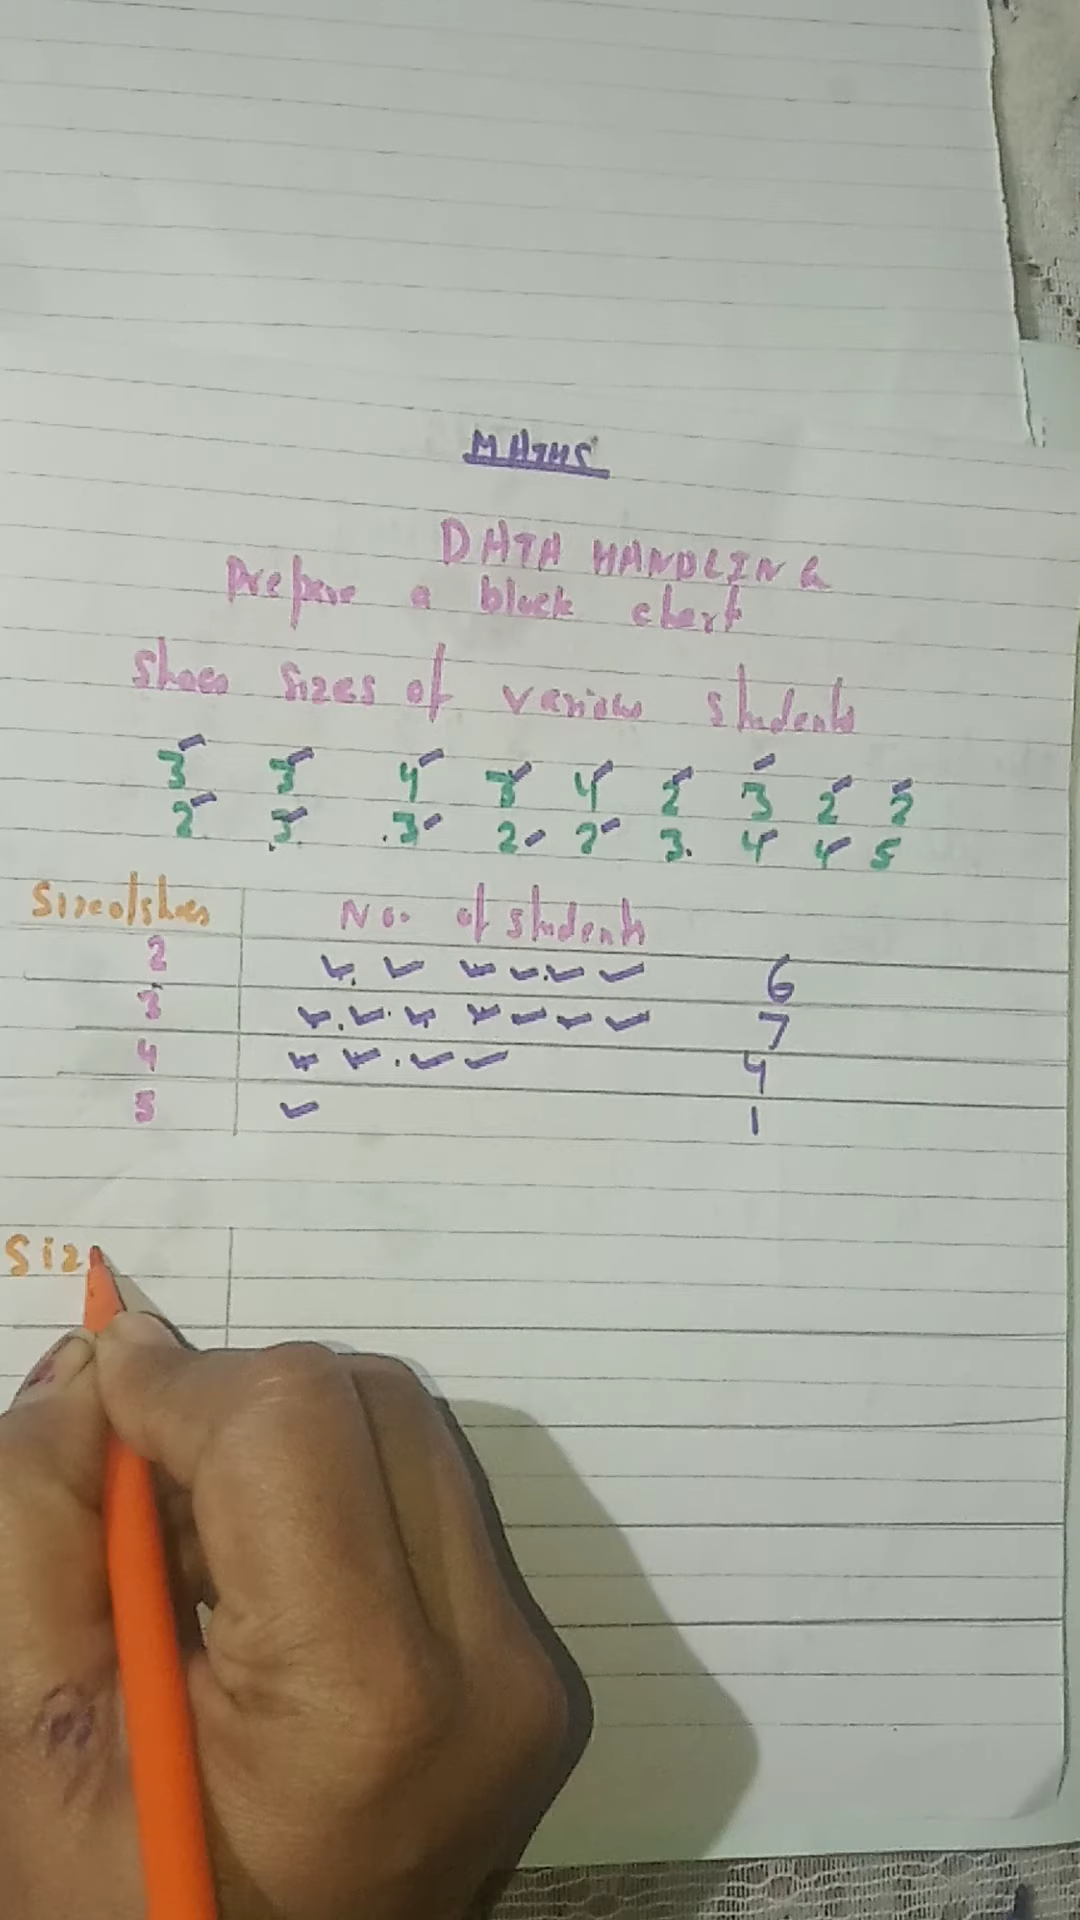 MATHS
DATA HANDLING
Prepare a block chart
Shoes sizes of various students
3 3 4 3 4 2 3 2 2
2 3 3 2 2 3 4 4 5
Size of shoes No. of students
2 6
3 7
4 4
5 1
Siz